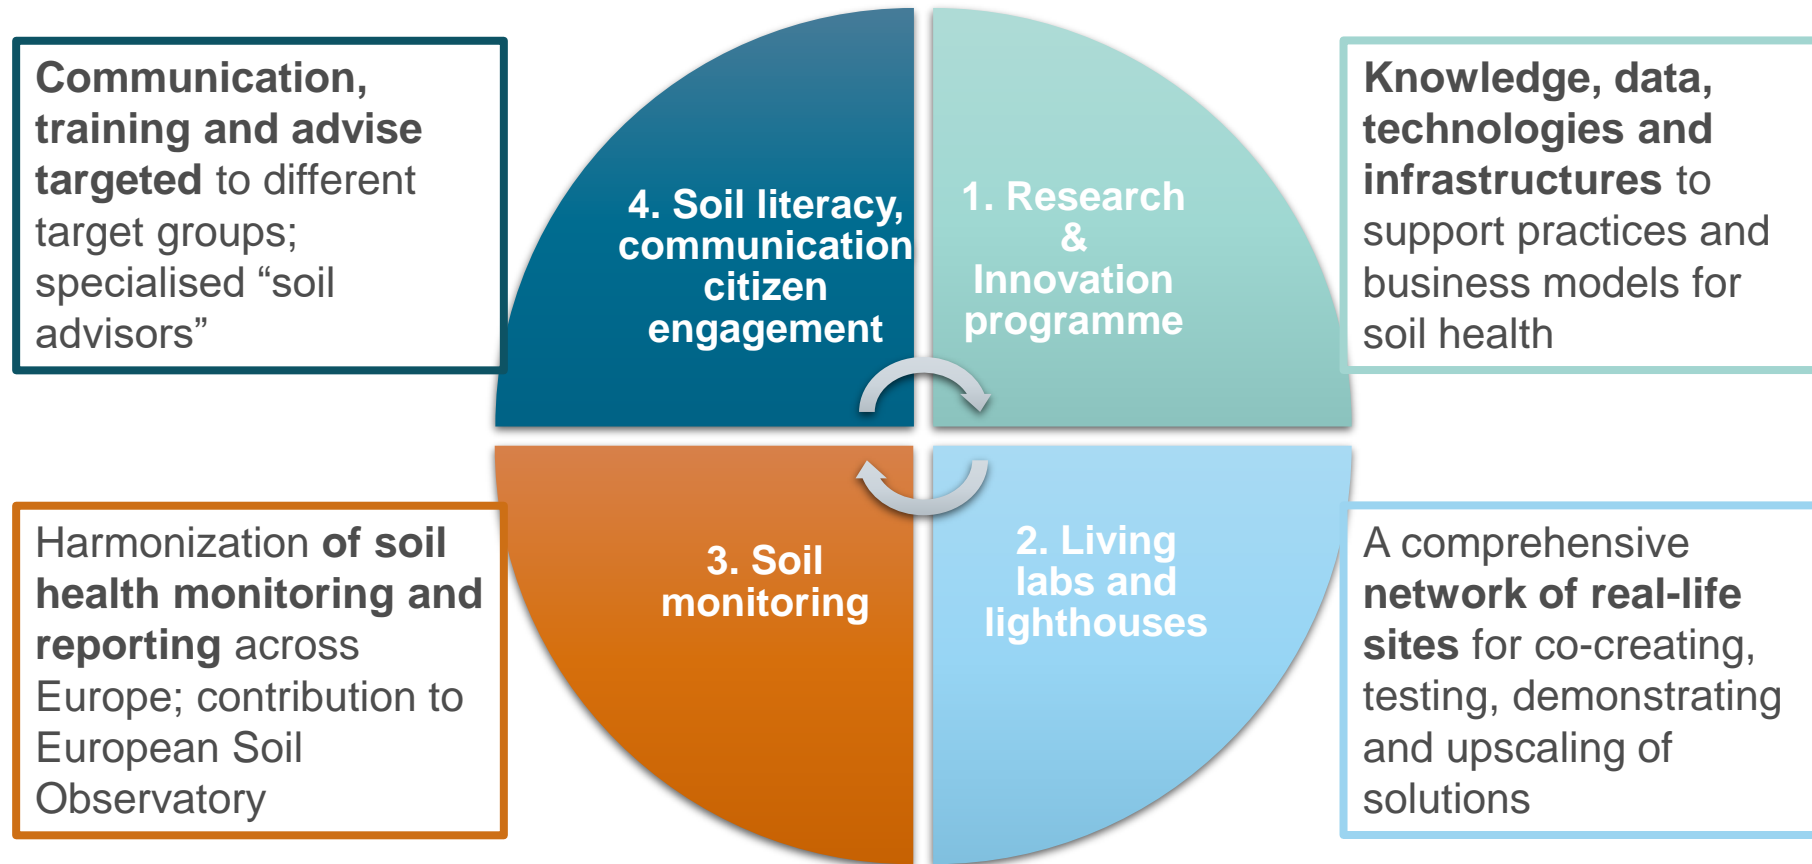 Communication,
training and advise
targeted to different
target groups;
specialised “soil
advisors”
4. Soil literacy,
communication
citizen
engagement
1. Research
&
Innovation
programme
Knowledge, data,
technologies and
infrastructures to
support practices and
business models for
soil health
Harmonization of soil
health monitoring and
reporting across
Europe; contribution to
European Soil
Observatory
3. Soil
monitoring
2. Living
labs and
lighthouses
A comprehensive
network of real-life
sites for co-creating,
testing, demonstrating
and upscaling of
solutions